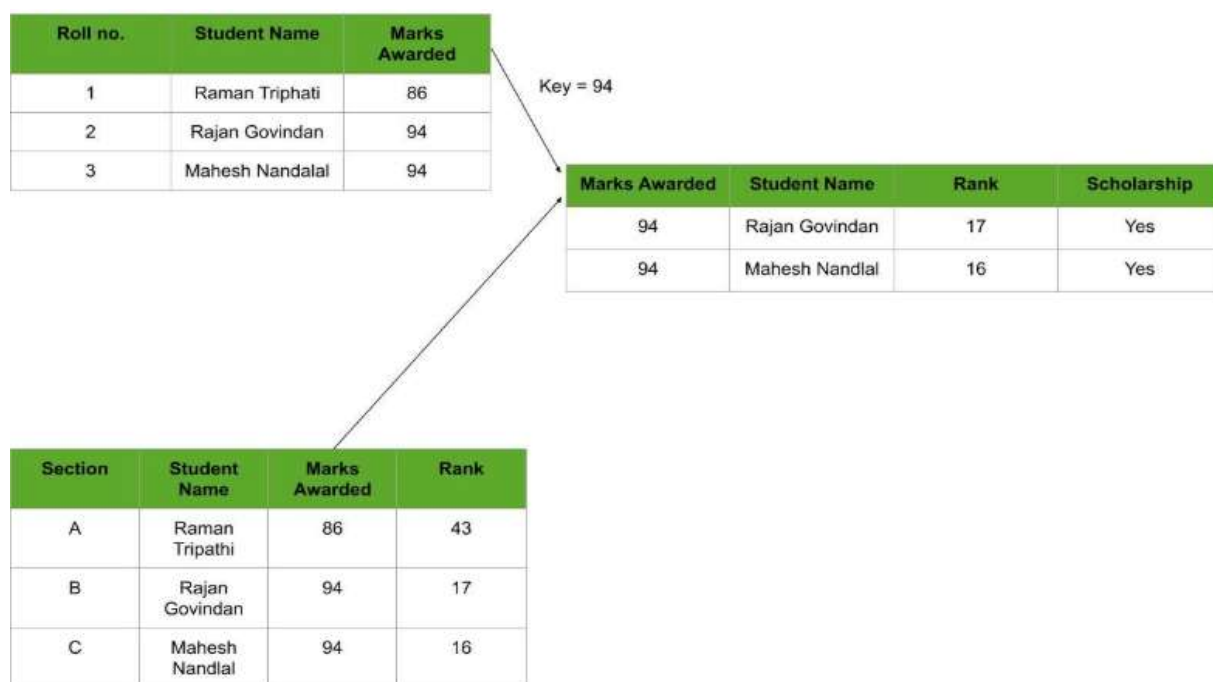 Roll no. Student Name Marks Awarded
1 Raman Triphati 86
2 Rajan Govindan 94
3 Mahesh Nandalal 94
Key = 94
Marks Awarded Student Name Rank Scholarship
94 Rajan Govindan 17 Yes
94 Mahesh Nandlal 16 Yes
Section Student Name Marks Awarded Rank
A Raman Tripathi 86 43
B Rajan Govindan 94 17
C Mahesh Nandlal 94 16